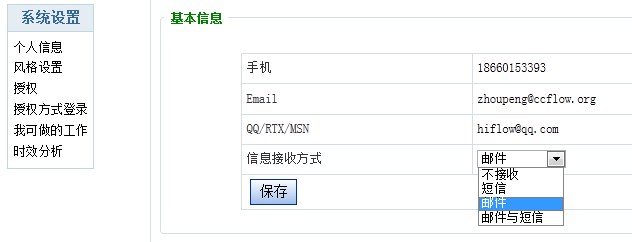 系统设置
个人信息
风格设置
授权
授权方式登录
我可做的工作
时效分析
基本信息
手机 18660153393
Email zhoupeng@ccflow.org
QQ/RTX/MSN hiflow@qq.com
信息接收方式 邮件
不接收
短信
邮件
邮件与短信
保存